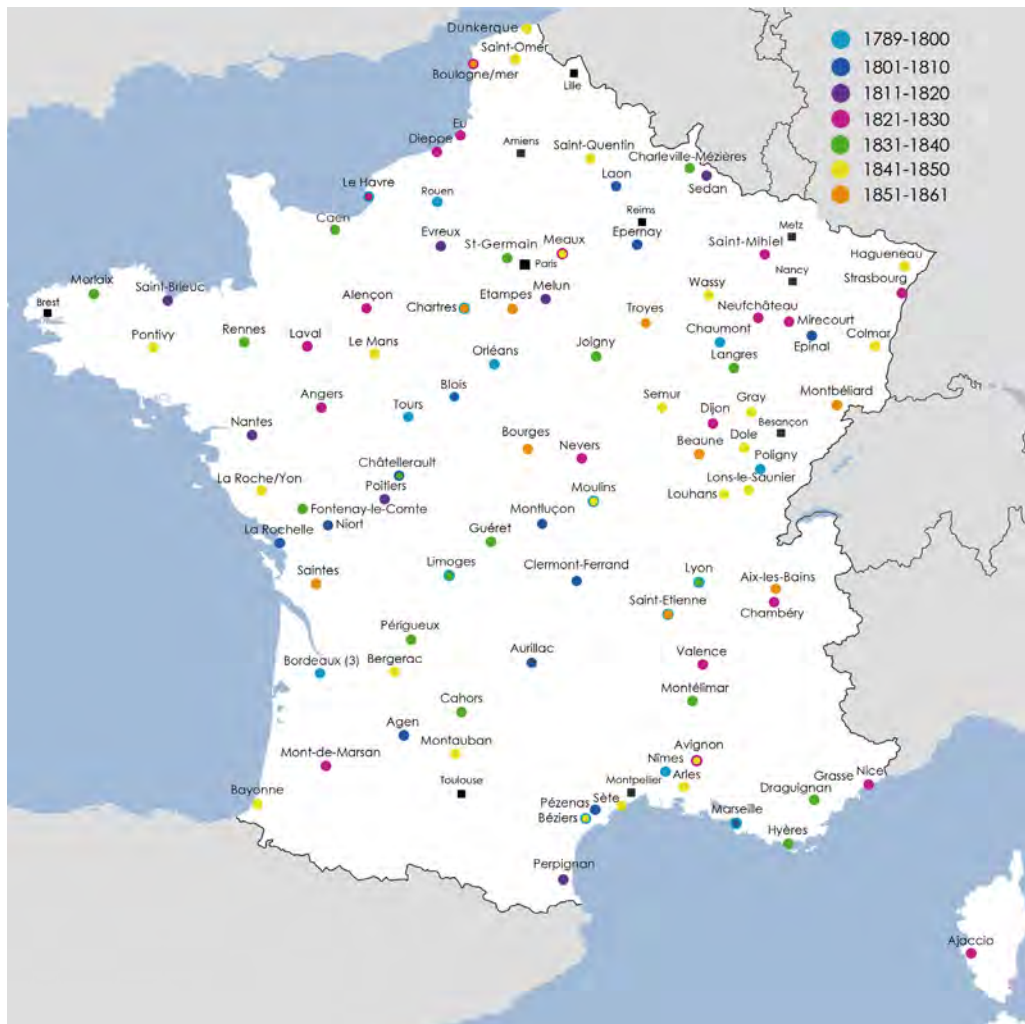 Dunkerque
1789-1800
Saint-Omer
1801-1810
Boulagne/mer
Lille
1811-1820
1821-1830
Eu
Dieppe
Amiens
Saint-Quentin
1831-1840
Charleville-Mézières
1841-1850
Laon
Sedan
1851-1861
Le Havre
Rouen
Reims
Caen
Evreux
Epernay
Metz
St-Germain
Meaux
Saint-Mihiel
Hagueneau
Paris
Nancy
Strasbourg
Morlaix
Saint-Brieuc
Melun
Wassy
Brest
Alençon
Chartres
Etampes
Troyes
Neufchâteau
Mirecourt
Pontivy
Rennes
Laval
Le Mans
Orléans
Joigny
Chaumont
Epinal
Colmar
Langres
Blois
Semur
Gray
Montbéliard
Angers
Tours
Dijon
Besançon
Nantes
Bourges
Nevers
Beaune
Dole
Poligny
Châtellerault
La Roche/Yon
Poitiers
Moulins
Lons-le-Saunier
Louhans
Fontenay-le-Comte
Niort
Montluçon
La Rochelle
Guéret
Limoges
Clermont-Ferrand
Lyon
Aix-les-Bains
Saintes
Saint-Etienne
Chambéry
Périgueux
Bordeaux (3)
Bergerac
Aurillac
Valence
Cahors
Montélimar
Agen
Mont-de-Marsan
Montauban
Avignon
Nîmes
Toulouse
Montpellier
Arles
Grasse
Nice
Bayonne
Draguignan
Pézenas
Sète
Marseille
Béziers
Hyères
Perpignan
Ajaccio